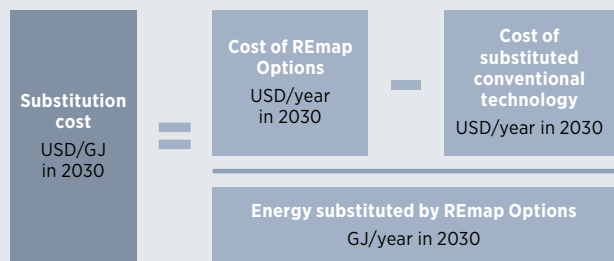 Substitution
cost
USD/GJ
in 2030
Cost of REmap
Options
USD/year
in 2030
Cost of
substituted
conventional
technology
USD/year in 2030
Energy substituted by REmap Options
GJ/year in 2030